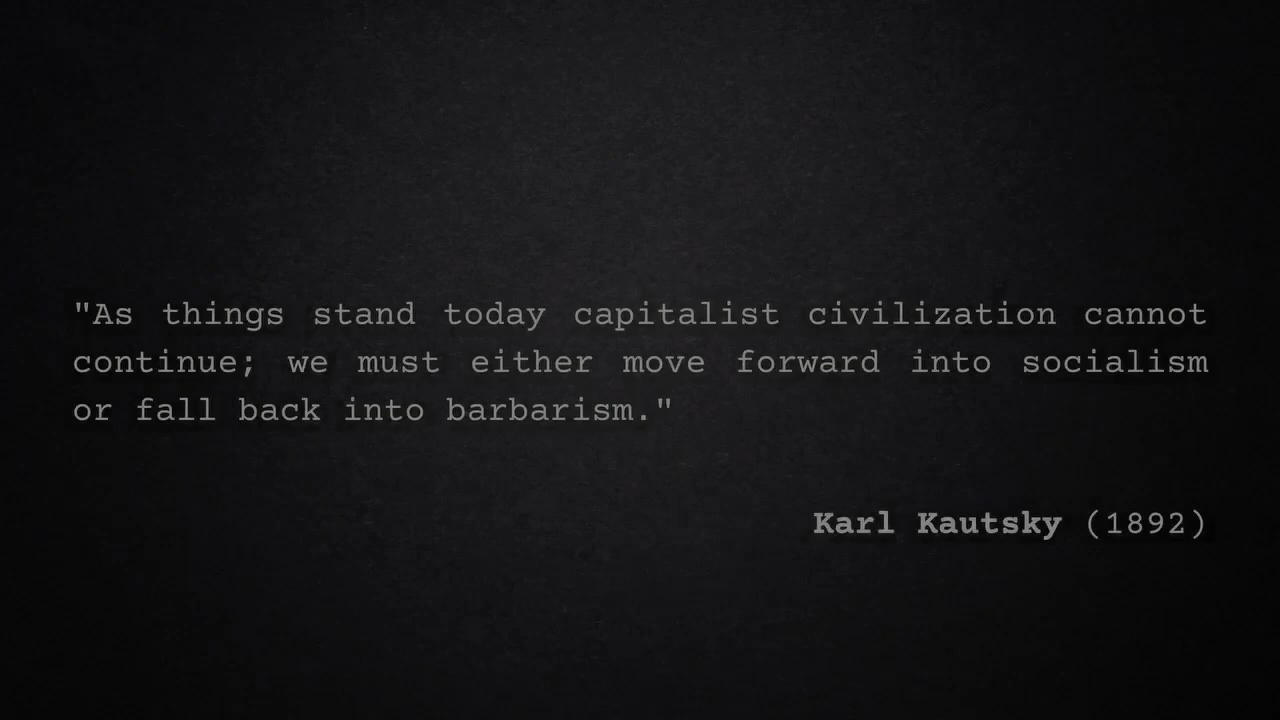 "As things stand today capitalist civilization cannot
continue; we must either move forward into socialism
or fall back into barbarism."
Karl Kautsky (1892)